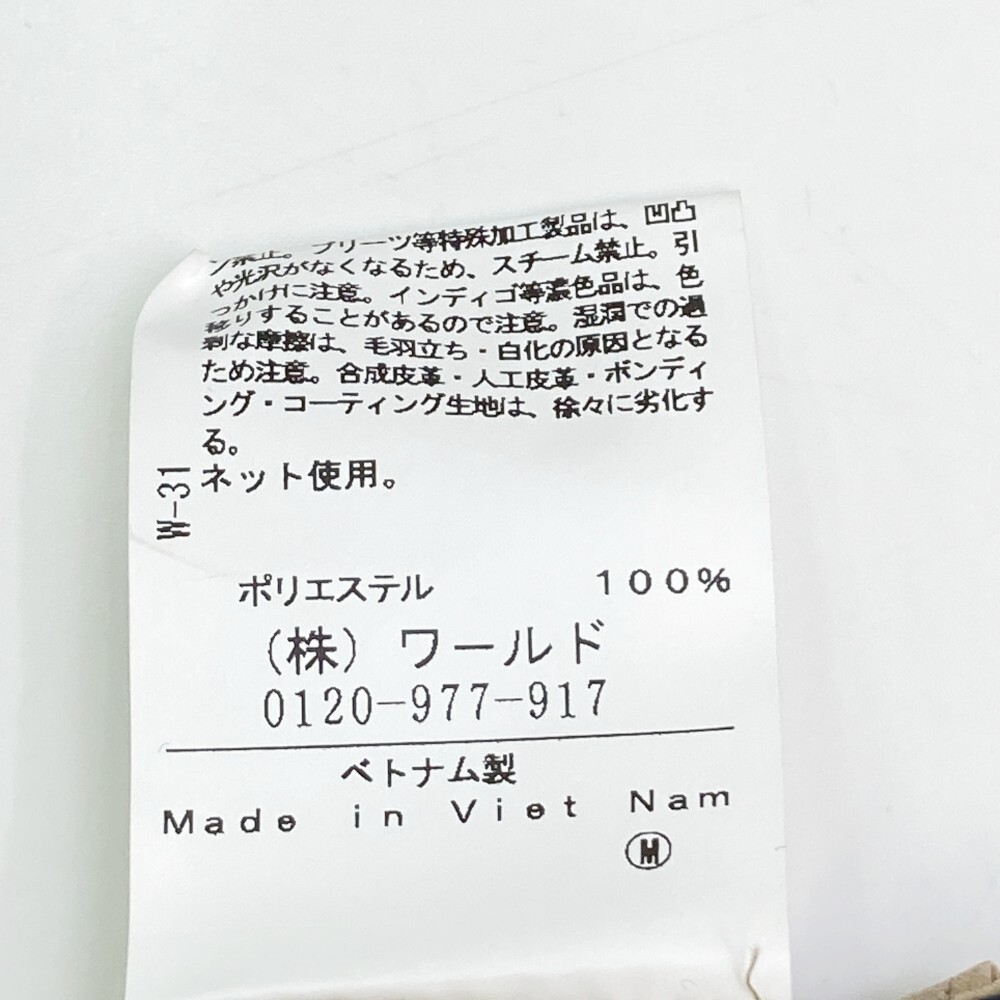 ン禁止。プリーツ等特殊加工製品は、凹凸
や光沢がなくなるため、スチーム禁止。引
っかけに注意。インディゴ等濃色品は、色
移りすることがあるので注意。湿潤での過
剰な摩擦は、毛羽立ち・白化の原因となる
ため注意。合成皮革・人工皮革・ボンディ
ング・コーティング生地は、徐々に劣化す
る。
ネット使用。
W-31
ポリエステル 100%
(株) ワールド
0120-977-917
ベトナム製
Made in Viet Nam
M